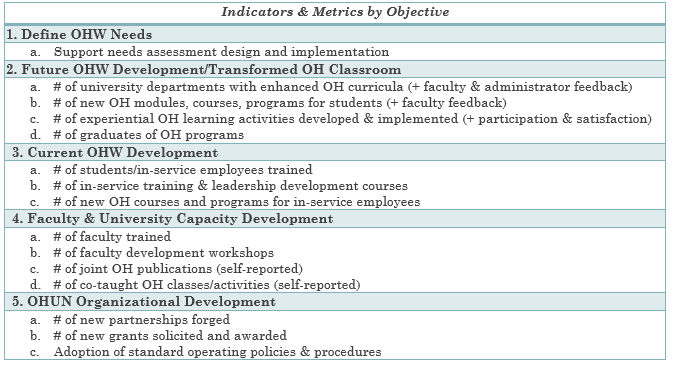 Indicators & Metrics by Objective
1. Define OHW Needs
a. Support needs assessment design and implementation
2. Future OHW Development/Transformed OH Classroom
a. # of university departments with enhanced OH curricula (+ faculty & administrator feedback)
b. # of new OH modules, courses, programs for students (+ faculty feedback)
c. # of experiential OH learning activities developed & implemented (+ participation & satisfaction)
d. # of graduates of OH programs
3. Current OHW Development
a. # of students/in-service employees trained
b. # of in-service training & leadership development courses
c. # of new OH courses and programs for in-service employees
4. Faculty & University Capacity Development
a. # of faculty trained
b. # of faculty development workshops
c. # of joint OH publications (self-reported)
d. # of co-taught OH classes/activities (self-reported)
5. OHUN Organizational Development
a. # of new partnerships forged
b. # of new grants solicited and awarded
c. Adoption of standard operating policies & procedures